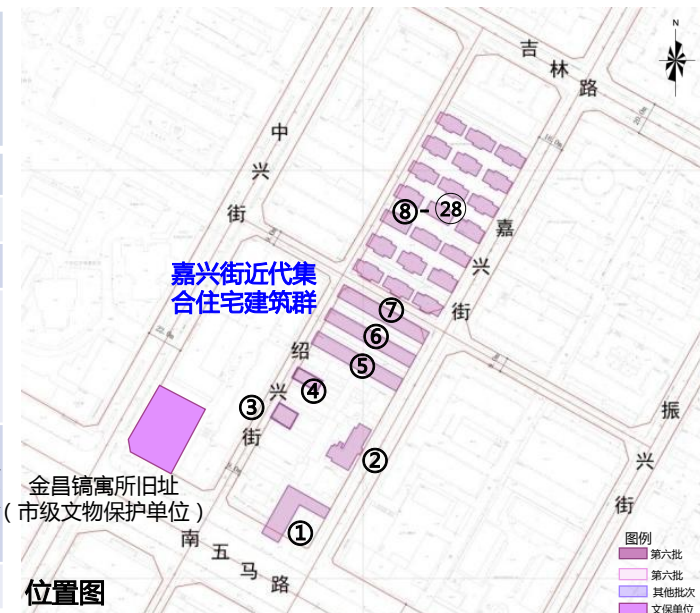 N
吉林路
中兴街
⑧-㉘
嘉兴街
嘉兴街近代集
合住宅建筑群
⑦
⑥
⑤
④
③
绍兴街
②
①
振兴街
金昌镐寓所旧址
（市级文物保护单位）
南五马路
位置图
图例
第六批
第六批
其他批次
文保单位